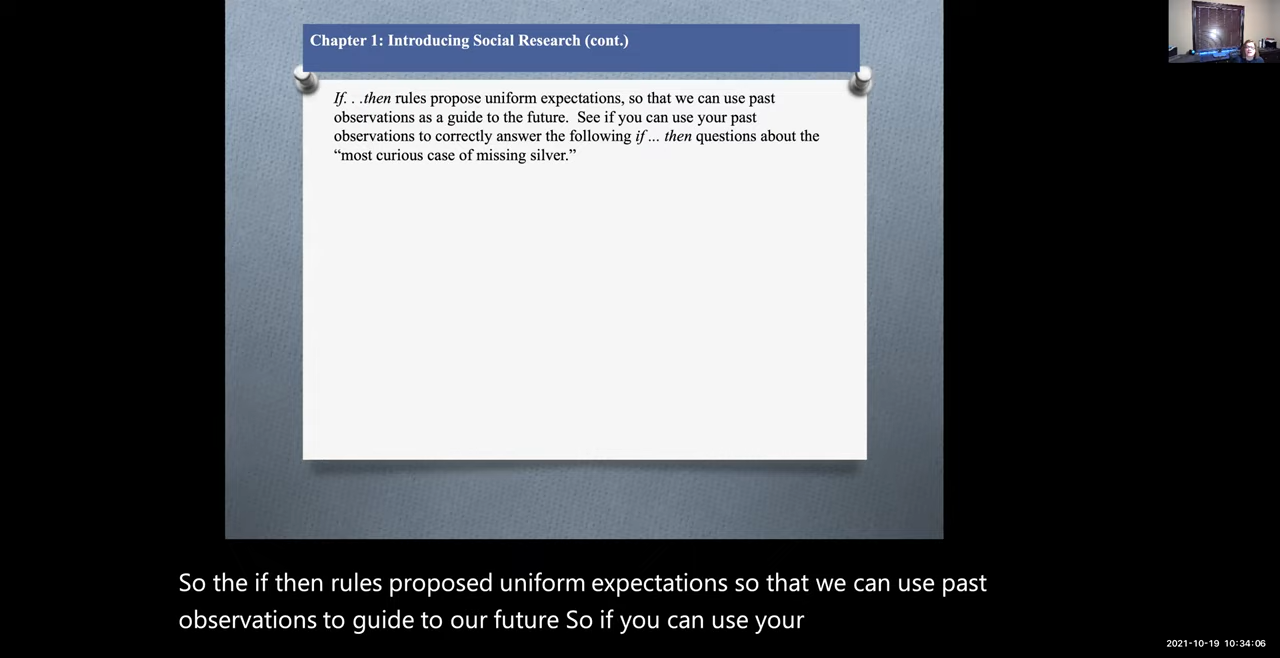 Chapter 1: Introducing Social Research (cont.)
If. . .then rules propose uniform expectations, so that we can use past
observations as a guide to the future.  See if you can use your past
observations to correctly answer the following if ... then questions about the
“most curious case of missing silver.”
So the if then rules proposed uniform expectations so that we can use past
observations to guide to our future So if you can use your
2021-10-19 10:34:06